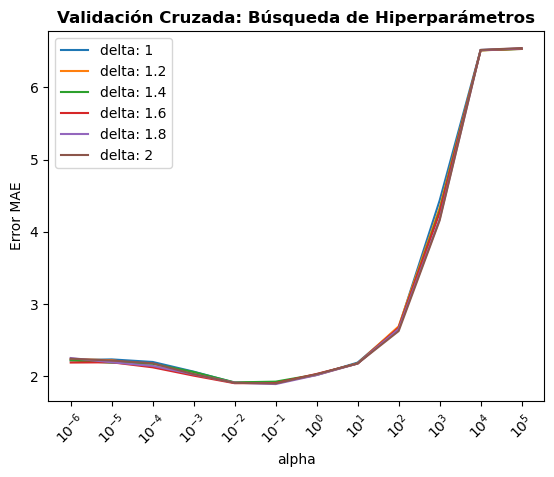 Validación Cruzada: Búsqueda de Hiperparámetros
delta: 1
delta: 1.2
delta: 1.4
delta: 1.6
delta: 1.8
delta: 2
Error MAE
6
5
4
3
2
10⁻⁶
10⁻⁵
10⁻⁴
10⁻³
10⁻²
10⁻¹
10⁰
10¹
10²
10³
10⁴
10⁵
alpha